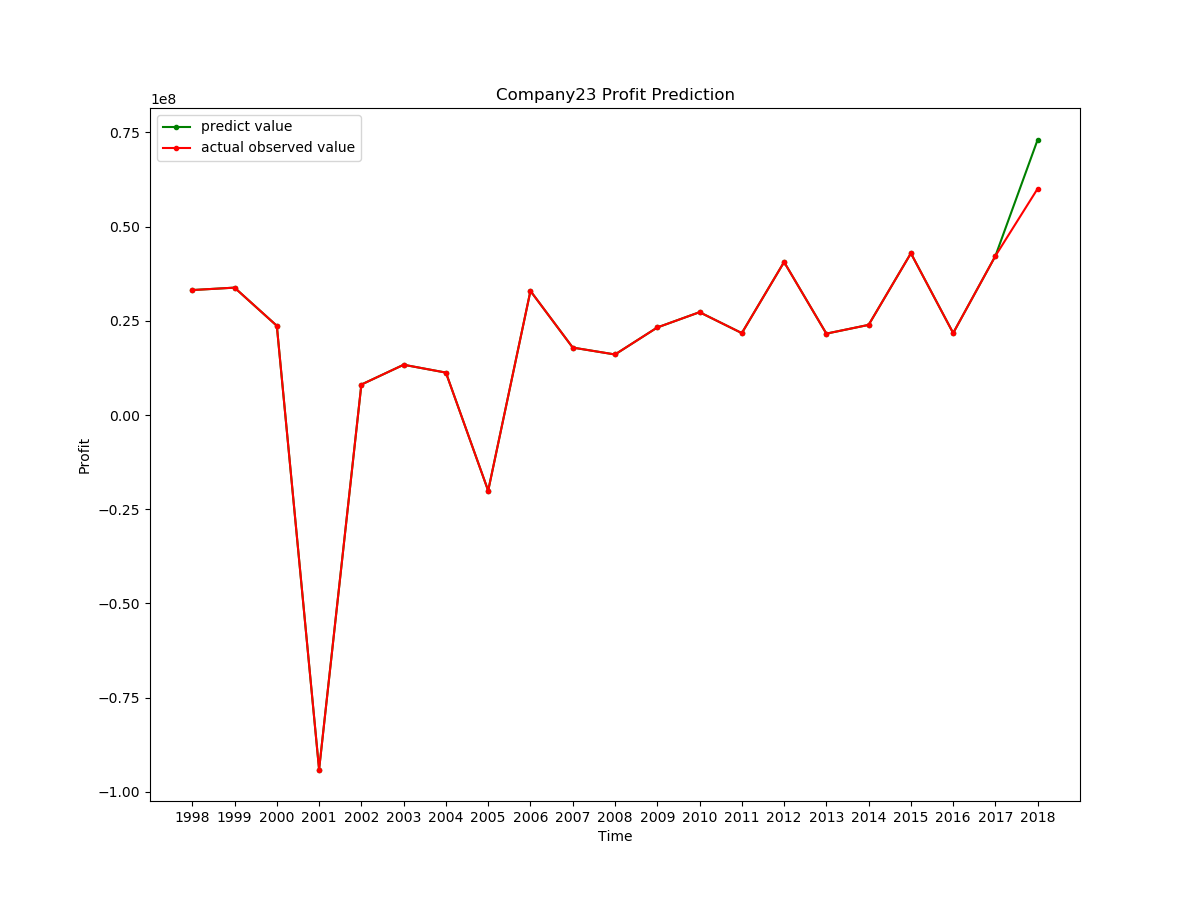 Company23 Profit Prediction
1e8
predict value
actual observed value
0.75
0.50
0.25
0.00
−0.25
−0.50
−0.75
−1.00
Profit
1998 1999 2000 2001 2002 2003 2004 2005 2006 2007 2008 2009 2010 2011 2012 2013 2014 2015 2016 2017 2018
Time